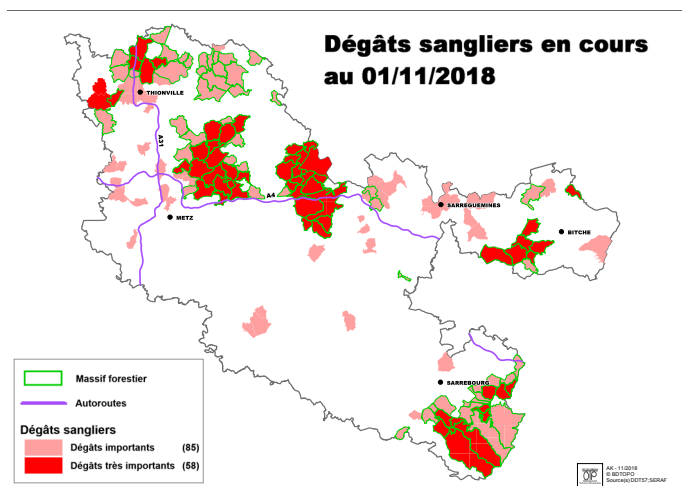 Dégâts sangliers en cours
au 01/11/2018
THIONVILLE
A31
A4
METZ
SARREGUEMINES
BITCHE
SARREBOURG
Massif forestier
Autoroutes
Dégâts sangliers
Dégâts importants (85)
Dégâts très importants (58)
AK - 11/2018
© BDTOPO
Source(s):DDT57;SERAF